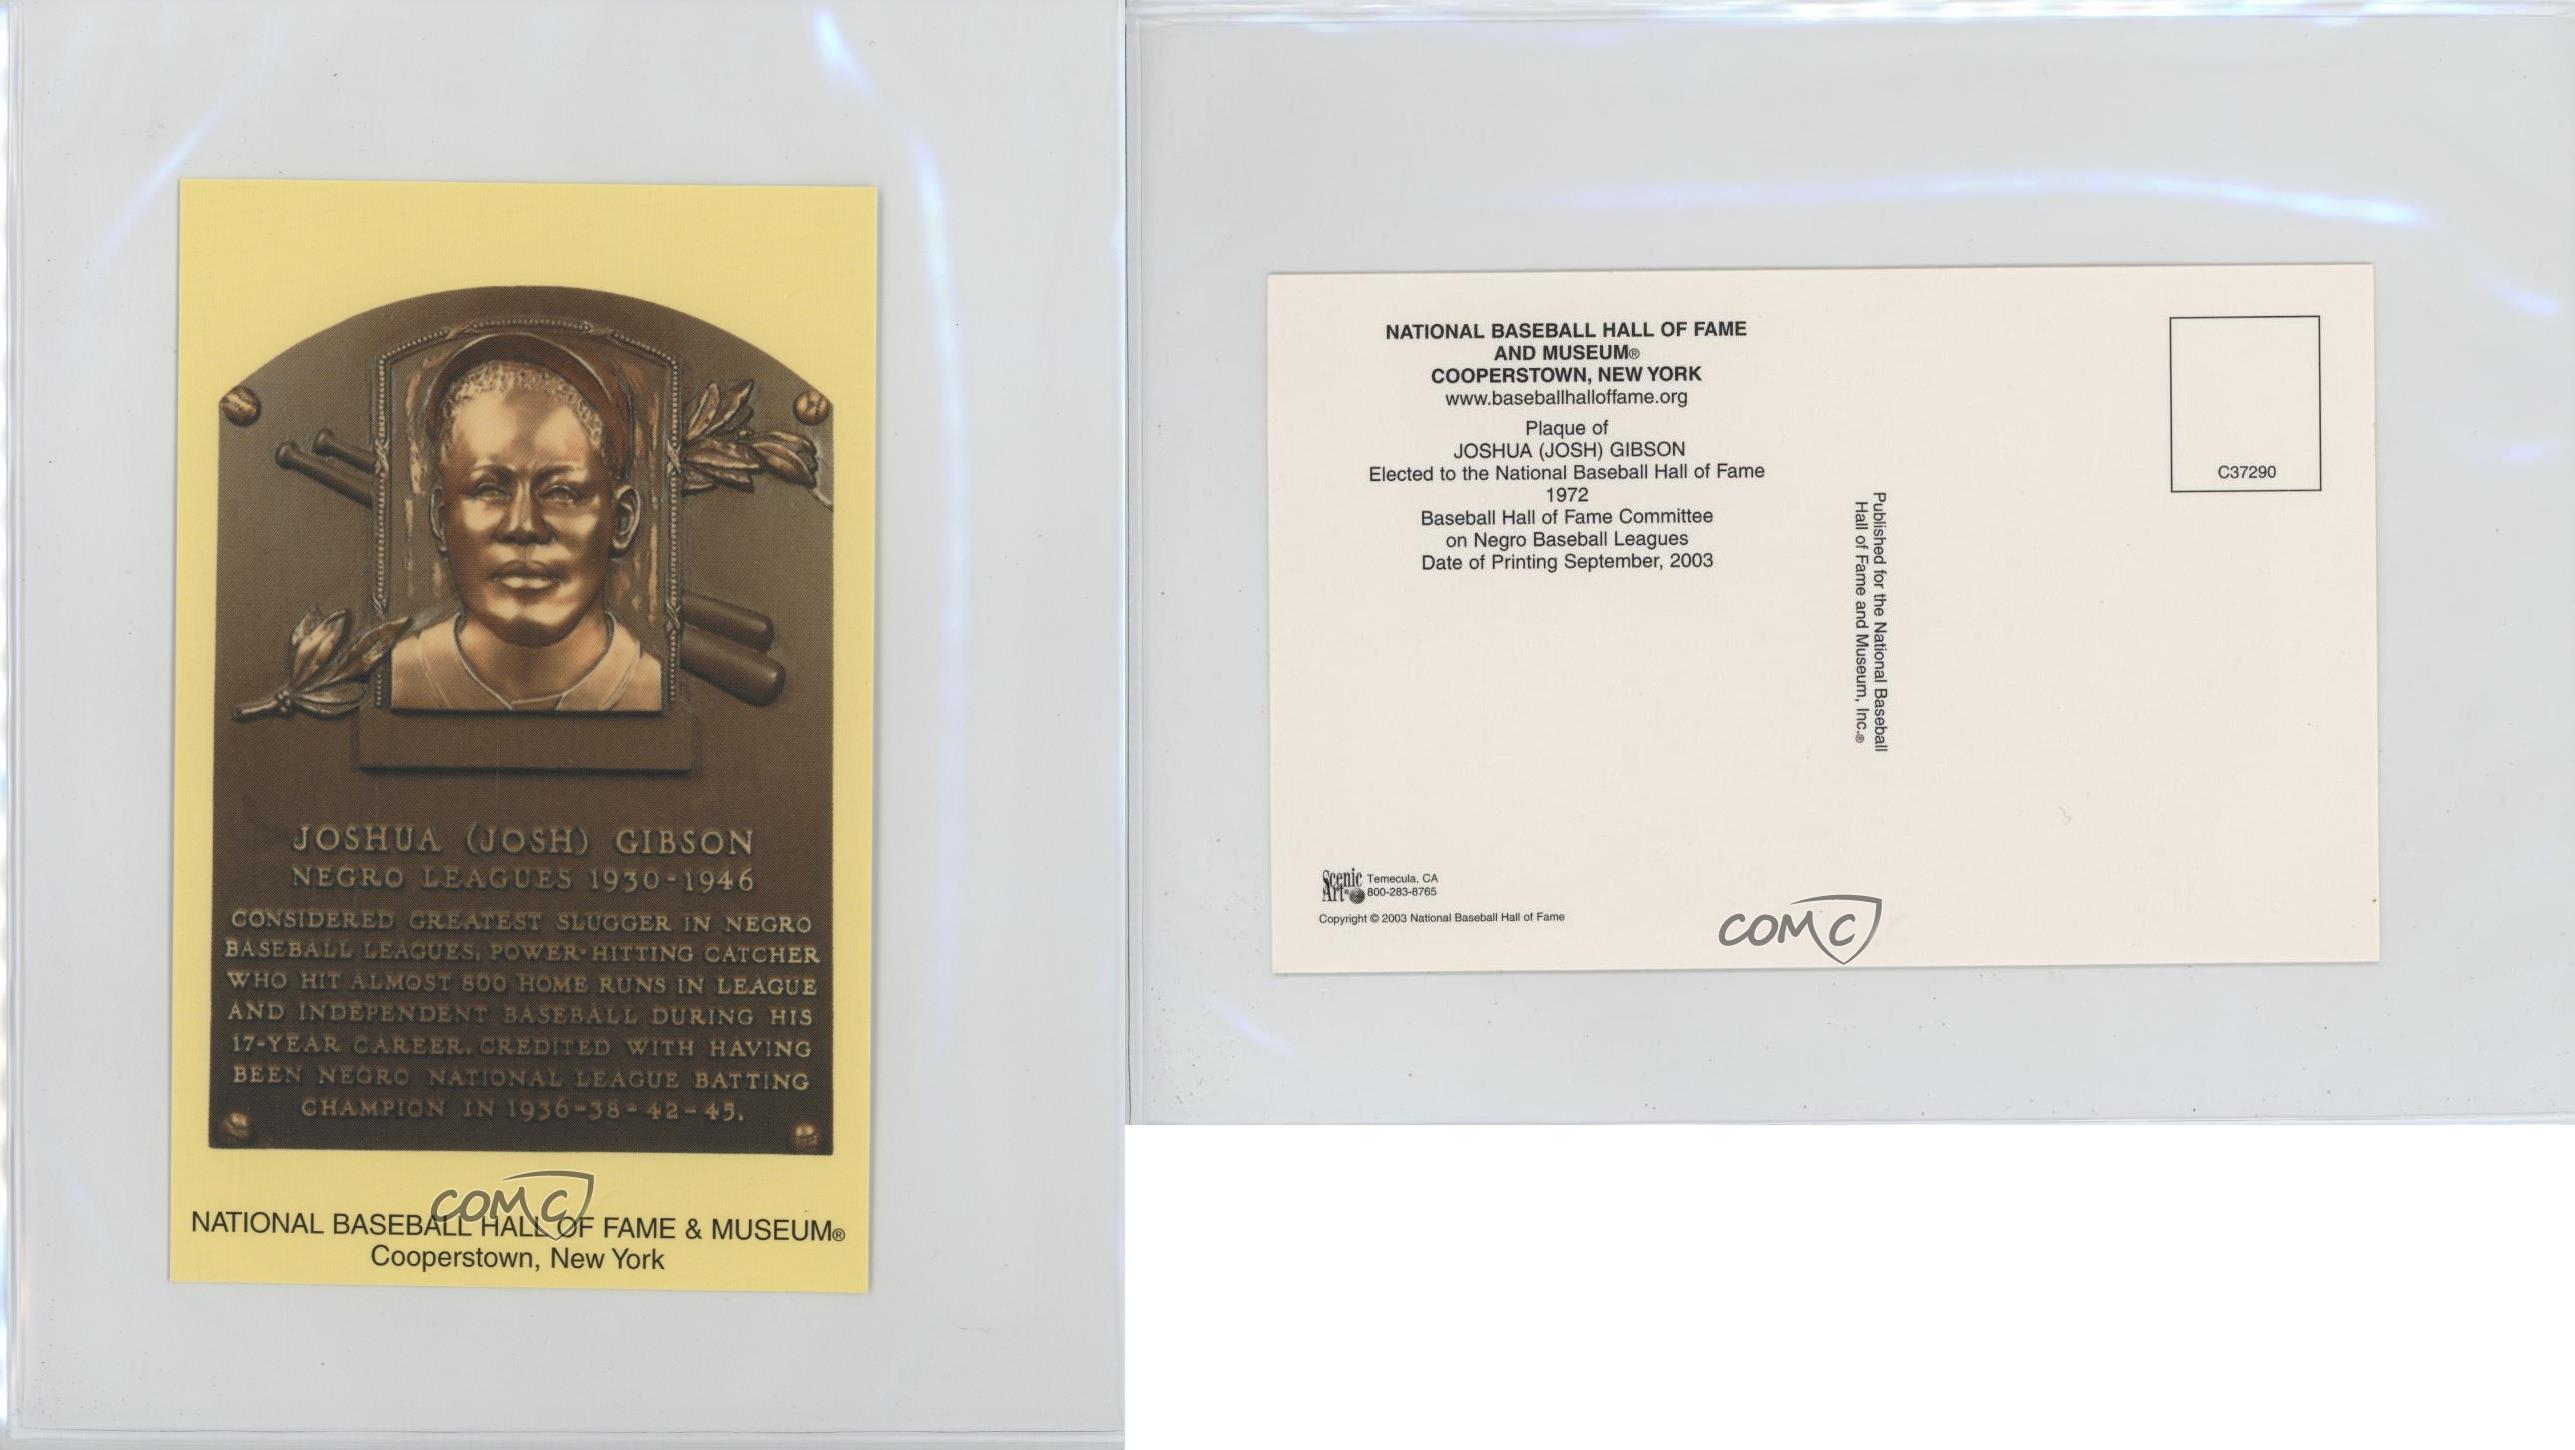 JOSHUA (JOSH) GIBSON
NEGRO LEAGUES 1930-1946
CONSIDERED GREATEST SLUGGER IN NEGRO
BASEBALL LEAGUES. POWER-HITTING CATCHER
WHO HIT ALMOST 800 HOME RUNS IN LEAGUE
AND INDEPENDENT BASEBALL DURING HIS
17-YEAR CAREER. CREDITED WITH HAVING
BEEN NEGRO NATIONAL LEAGUE BATTING
CHAMPION IN 1936-38-42-45.
COMC
NATIONAL BASEBALL HALL OF FAME & MUSEUM®
Cooperstown, New York
NATIONAL BASEBALL HALL OF FAME
AND MUSEUM®
COOPERSTOWN, NEW YORK
www.baseballhalloffame.org
Plaque of
JOSHUA (JOSH) GIBSON
Elected to the National Baseball Hall of Fame
1972
Baseball Hall of Fame Committee
on Negro Baseball Leagues
Date of Printing September, 2003
Scenic
Art®
Temecula, CA
800-283-8765
Copyright © 2003 National Baseball Hall of Fame
Published for the National Baseball
Hall of Fame and Museum, Inc.®
C37290
COMC